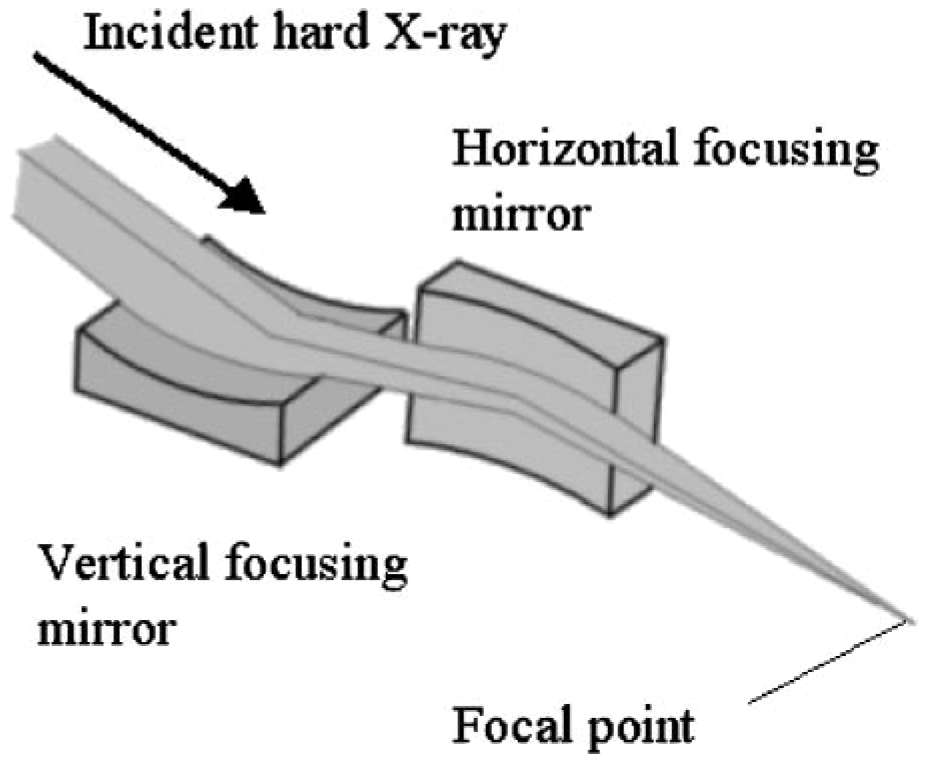 Incident hard X-ray
Horizontal focusing
mirror
Vertical focusing
mirror
Focal point